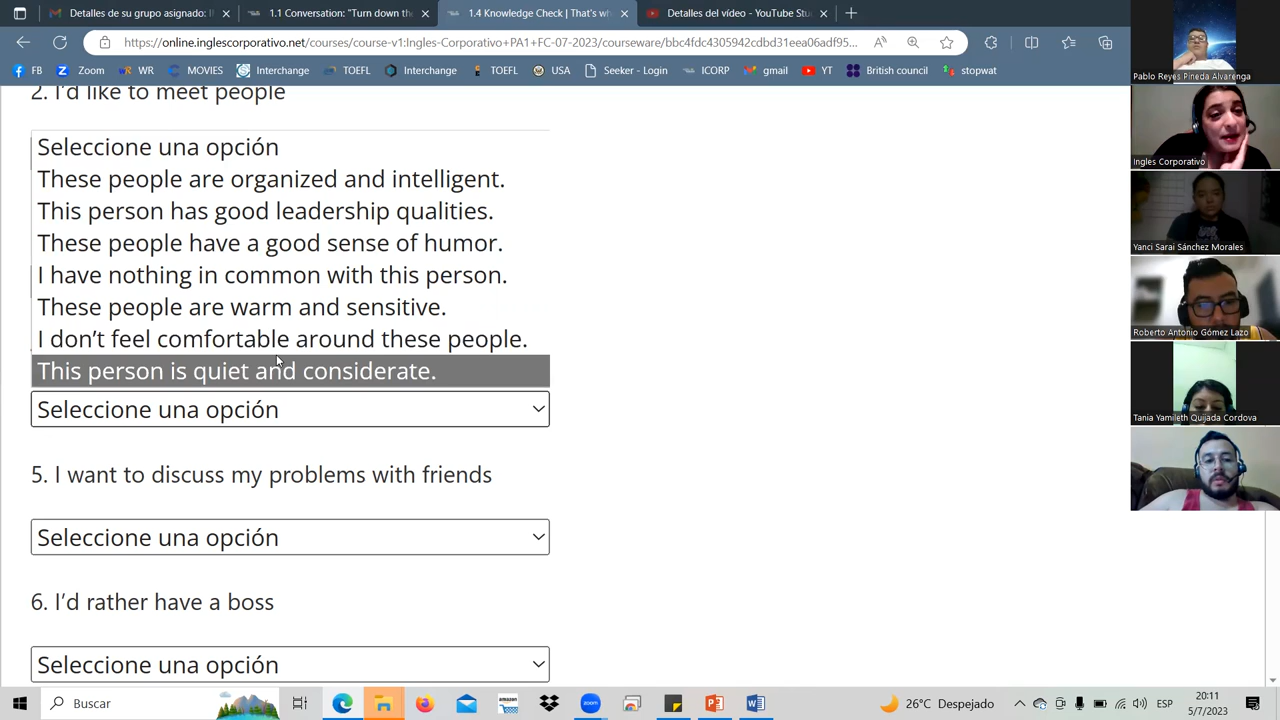 Detalles de su grupo asignado: I
1.1 Conversation: "Turn down the
1.4 Knowledge Check | That's wh
Detalles del vídeo - YouTube Stu
https://online.inglescorporativo.net/courses/course-v1:Ingles-Corporativo+PA1+FC-07-2023/courseware/bbc4fdc4305942cdbd31eea06adf95...
FB
Zoom
WR
MOVIES
Interchange
TOEFL
Interchange
TOEFL
USA
Seeker - Login
ICORP
gmail
YT
British council
stopwat
2. I'd like to meet people
Seleccione una opción
These people are organized and intelligent.
This person has good leadership qualities.
These people have a good sense of humor.
I have nothing in common with this person.
These people are warm and sensitive.
I don't feel comfortable around these people.
This person is quiet and considerate.
Seleccione una opción
5. I want to discuss my problems with friends
Seleccione una opción
6. I'd rather have a boss
Seleccione una opción
Pablo Reyes Pineda Alvarenga
Ingles Corporativo
Yanci Sarai Sánchez Morales
Roberto Antonio Gómez Lazo
Tania Yamileth Quijada Cordova
Buscar
amazon
zoom
26°C Despejado
ESP
20:11
5/7/2023